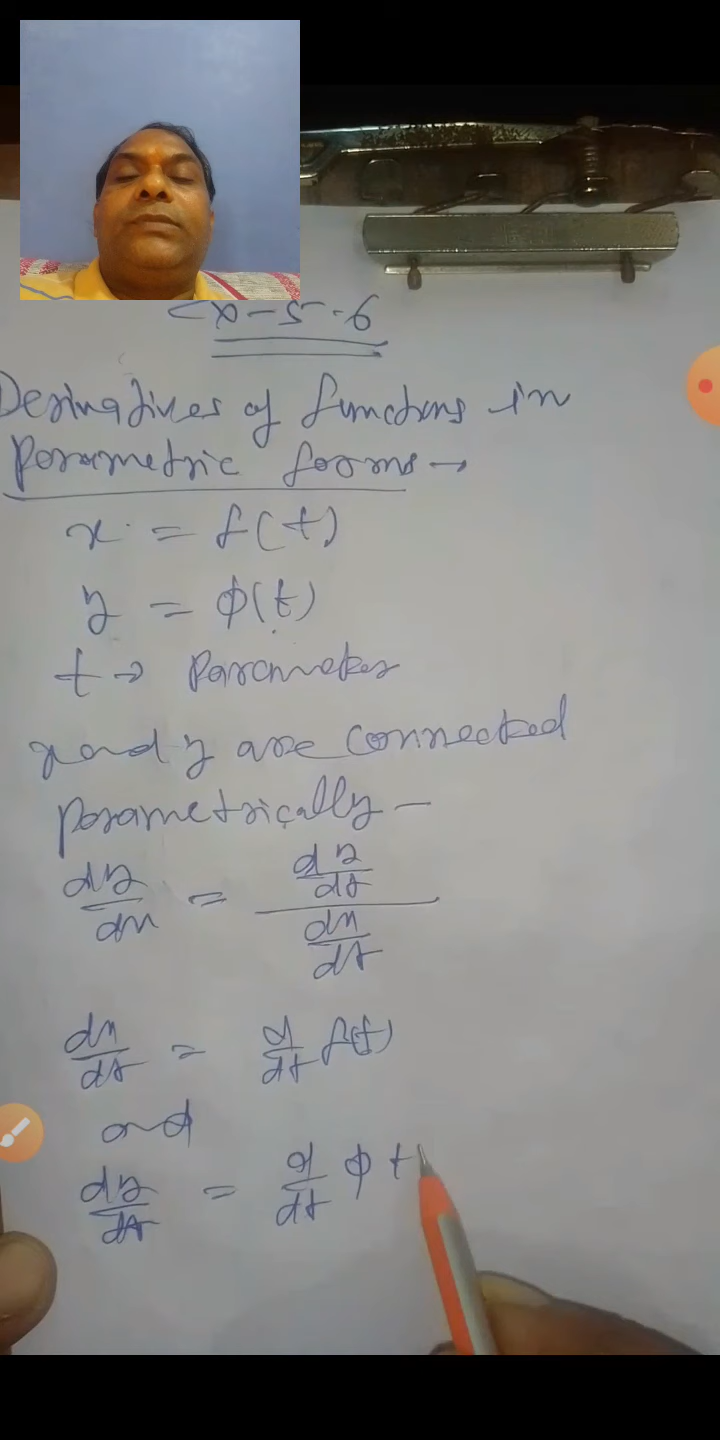 Ex-5.6
Derivatives of functions in
Parametric forms →
x = f(t)
y = φ(t)
t → Parameter
x and y are connected
parametrically —
dy/dx = (dy/dt)/(dx/dt)
dx/dt = d/dt f(t)
and
dy/dt = d/dt φ t